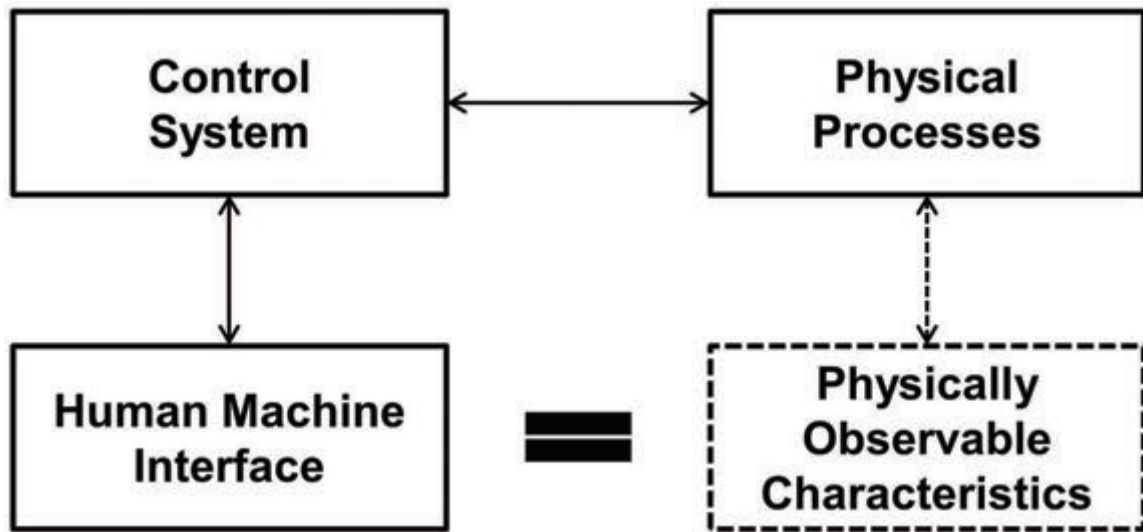 Control
System
Physical
Processes
Human Machine
Interface
=
Physically
Observable
Characteristics